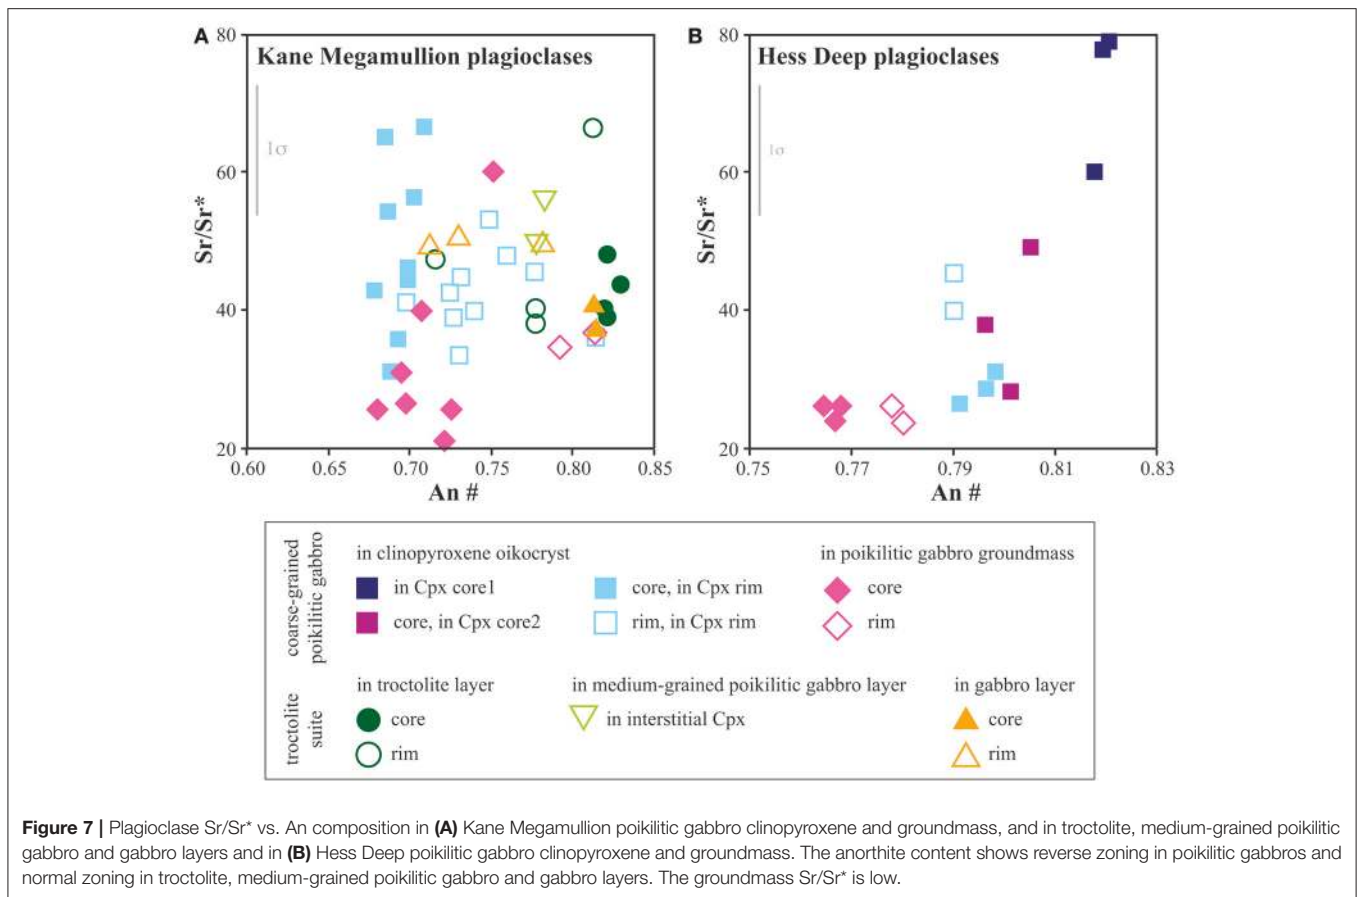 A
80
60
40
20
Sr/Sr*
Kane Megamullion plagioclases
1σ
0.60 0.65 0.70 0.75 0.80 0.85
An #
B
80
60
40
20
Sr/Sr*
Hess Deep plagioclases
1σ
0.75 0.77 0.79 0.81 0.83
An #
coarse-grained
poikilitic gabbro
in clinopyroxene oikocryst in poikilitic gabbro groundmass
in Cpx core1 core, in Cpx rim core
core, in Cpx core2 rim, in Cpx rim rim
troctolite
suite
in troctolite layer in medium-grained poikilitic gabbro layer in gabbro layer
core in interstitial Cpx core
rim rim
Figure 7 | Plagioclase Sr/Sr* vs. An composition in (A) Kane Megamullion poikilitic gabbro clinopyroxene and groundmass, and in troctolite, medium-grained poikilitic
gabbro and gabbro layers and in (B) Hess Deep poikilitic gabbro clinopyroxene and groundmass. The anorthite content shows reverse zoning in poikilitic gabbros and
normal zoning in troctolite, medium-grained poikilitic gabbro and gabbro layers. The groundmass Sr/Sr* is low.